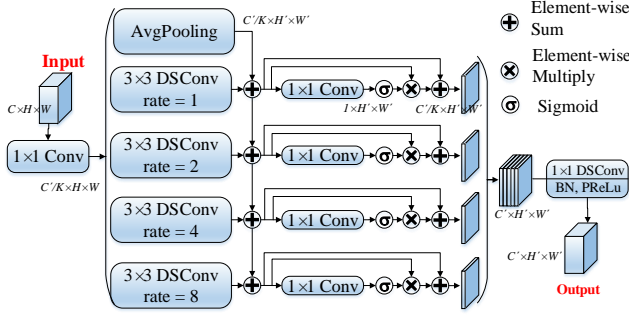 Input
C×H×W
1×1 Conv
C'/K×H×W
AvgPooling
C'/K×H'×W'
3×3 DSConv
rate = 1
1×1 Conv
σ
1×H'×W'
C'/K×H'×W'
3×3 DSConv
rate = 2
1×1 Conv
σ
3×3 DSConv
rate = 4
1×1 Conv
σ
3×3 DSConv
rate = 8
1×1 Conv
σ
Element-wise
Sum
Element-wise
Multiply
σ Sigmoid
C'×H'×W'
1×1 DSConv
BN, PReLu
C'×H'×W'
Output